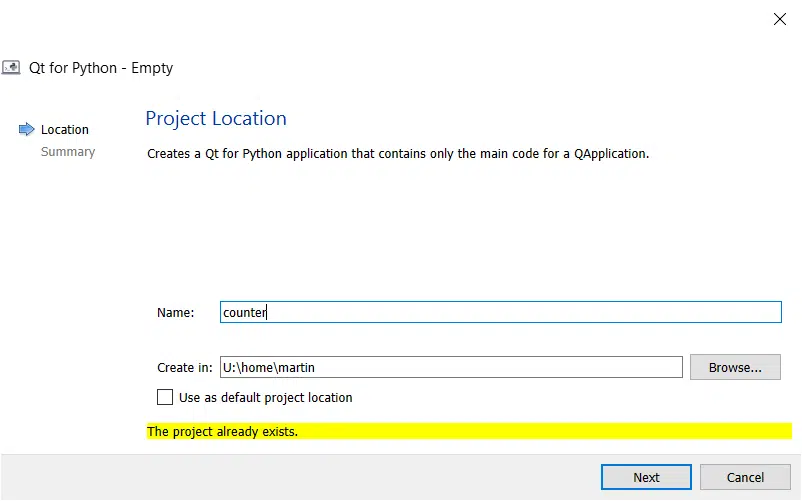 Qt for Python - Empty
Location
Summary
Project Location
Creates a Qt for Python application that contains only the main code for a QApplication.
Name: counter
Create in: U:\home\martin Browse...
Use as default project location
The project already exists.
Next Cancel